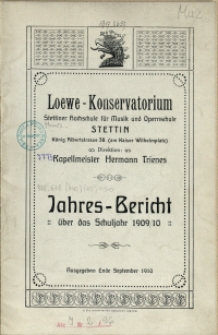 Loewe - Konservatorium
Stettiner Hochschule für Musik und Opernschule
STETTIN
König Albertstrasse 36 (am Kaiser Wilhelmplatz)
Direktion:
Kapellmeister Hermann Trienes
Jahres-Bericht
über das Schuljahr 1909/10
Ausgegeben Ende September 1910